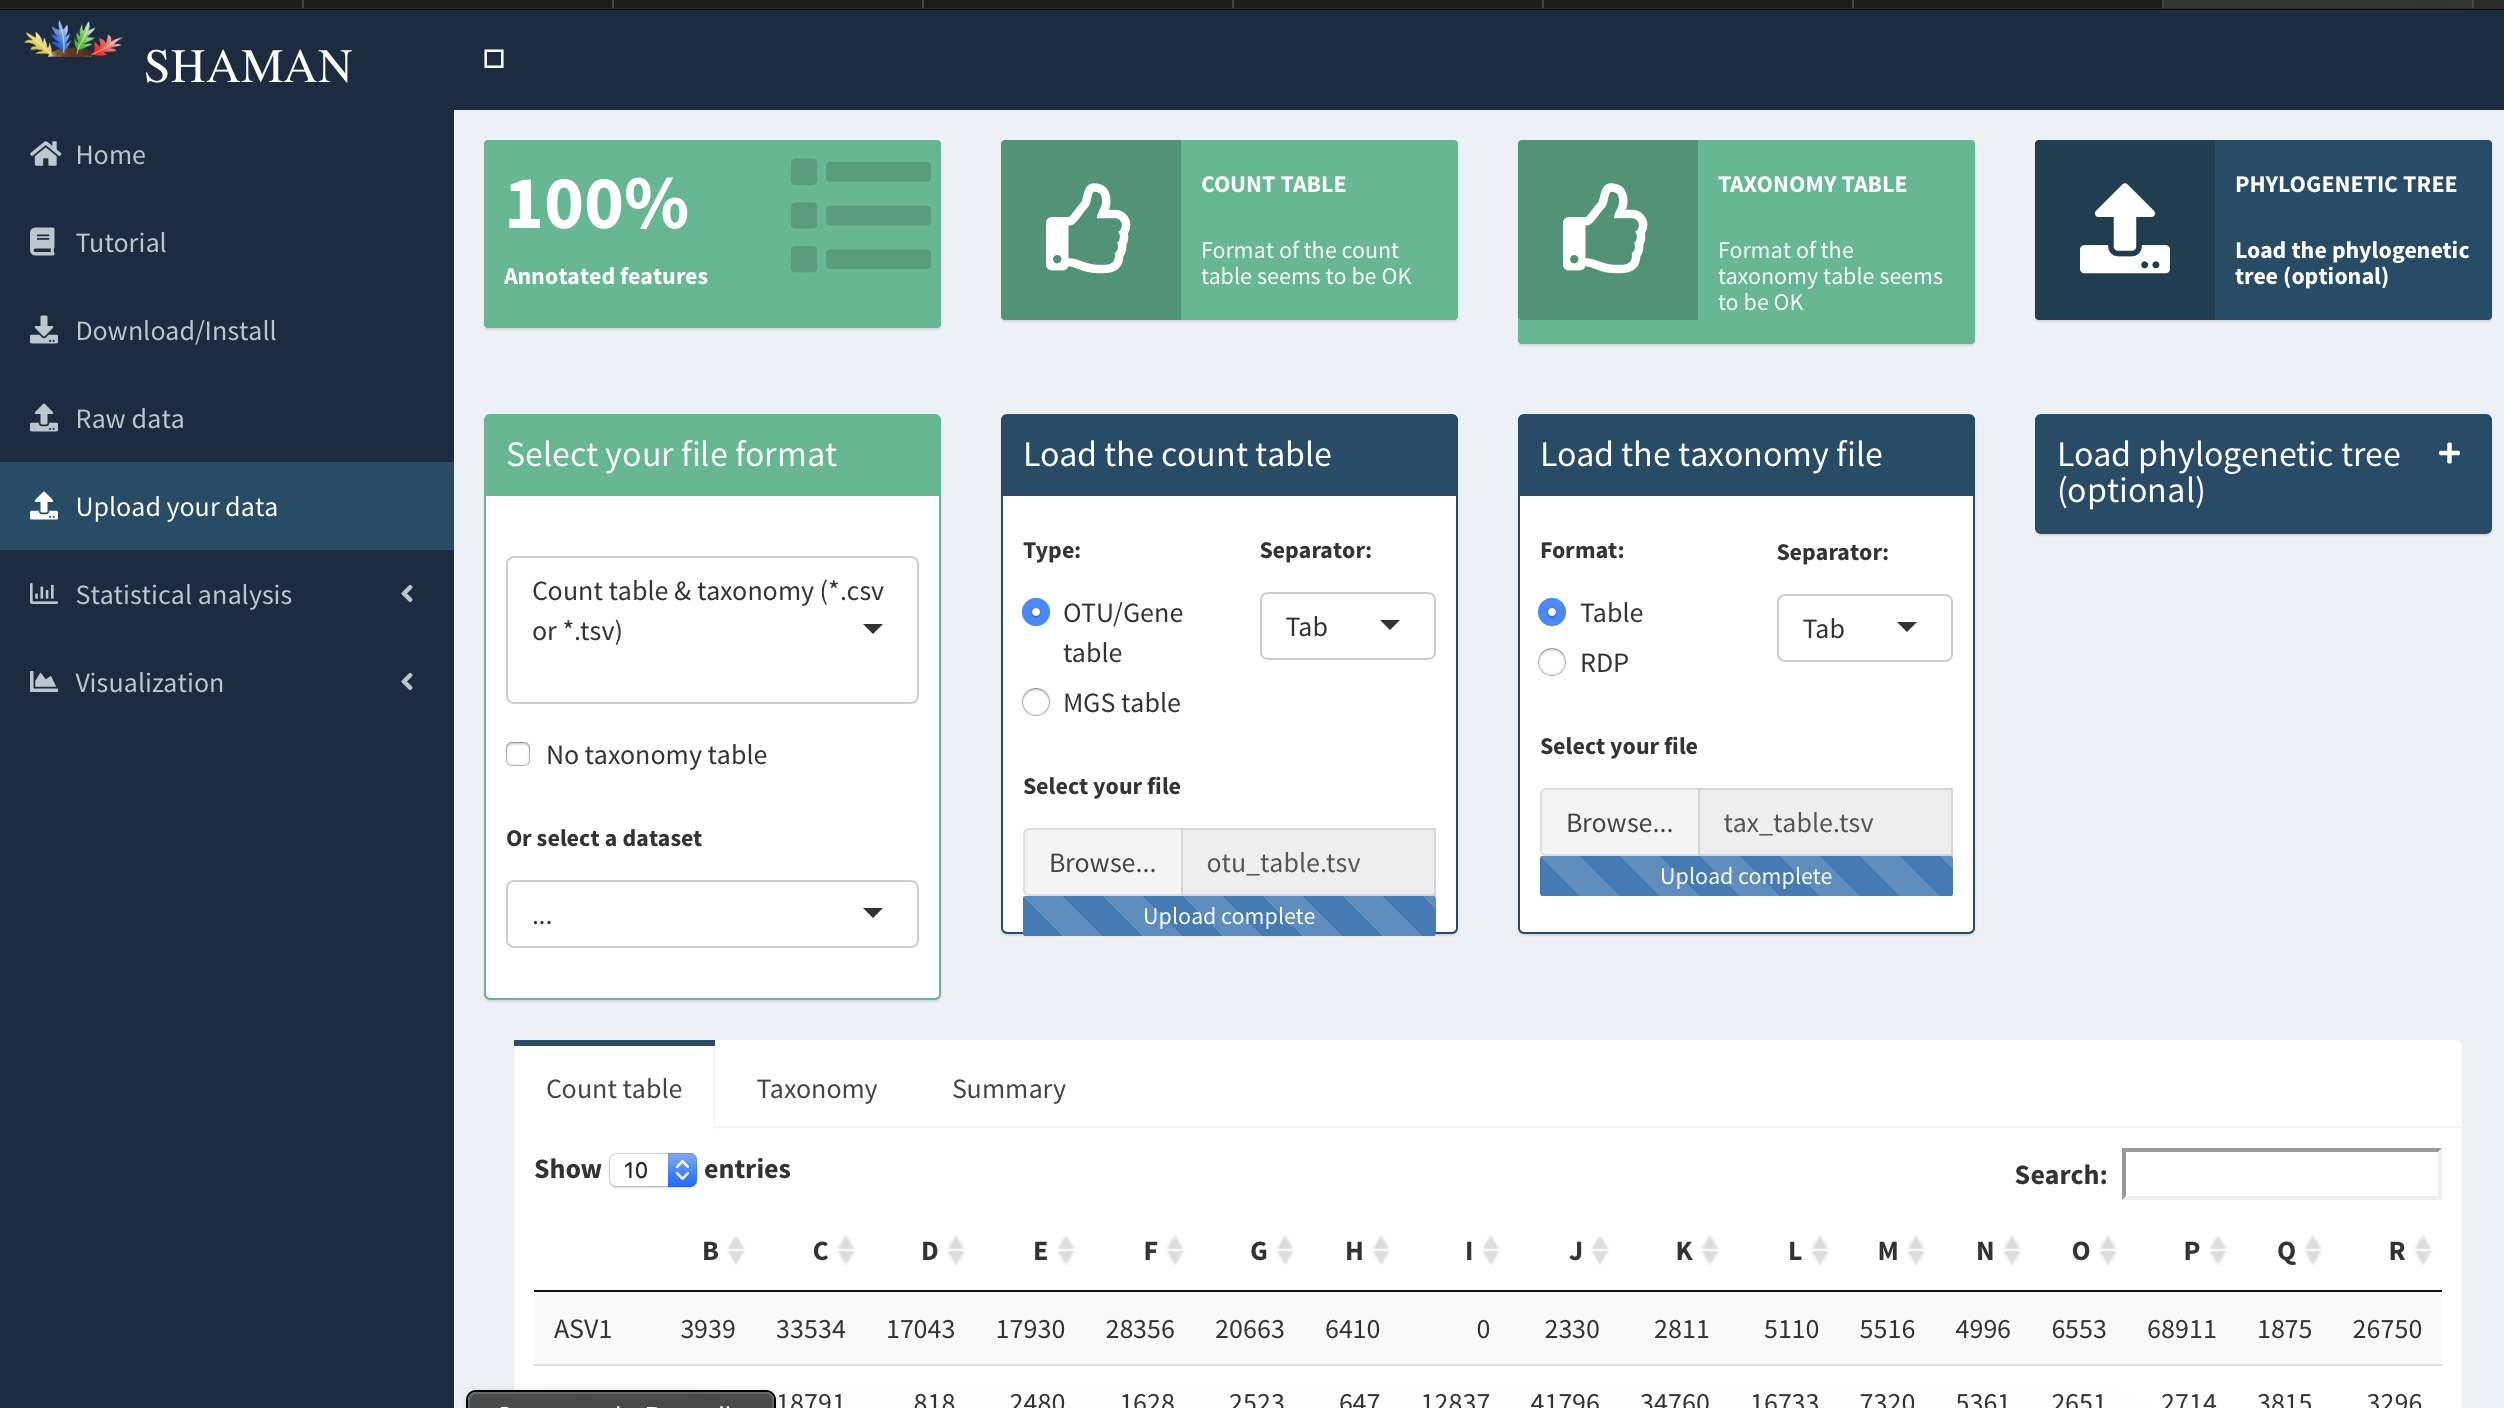 SHAMAN
Home
Tutorial
Download/Install
Raw data
Upload your data
Statistical analysis
Visualization
100%
Annotated features
COUNT TABLE
Format of the count
table seems to be OK
TAXONOMY TABLE
Format of the
taxonomy table seems
to be OK
PHYLOGENETIC TREE
Load the phylogenetic
tree (optional)
Select your file format
Count table & taxonomy (*.csv
or *.tsv)
No taxonomy table
Or select a dataset
...
Load the count table
Type:
Separator:
OTU/Gene
table
MGS table
Tab
Select your file
Browse...
otu_table.tsv
Upload complete
Load the taxonomy file
Format:
Separator:
Table
RDP
Tab
Select your file
Browse...
tax_table.tsv
Upload complete
Load phylogenetic tree
(optional)
Count table Taxonomy Summary
Show 10 entries
Search:
B C D E F G H I J K L M N O P Q R
ASV1 3939 33534 17043 17930 28356 20663 6410 0 2330 2811 5110 5516 4996 6553 68911 1875 26750
18791 818 2480 1628 2523 647 12837 41796 34760 16733 7320 5361 2651 2714 3815 3296